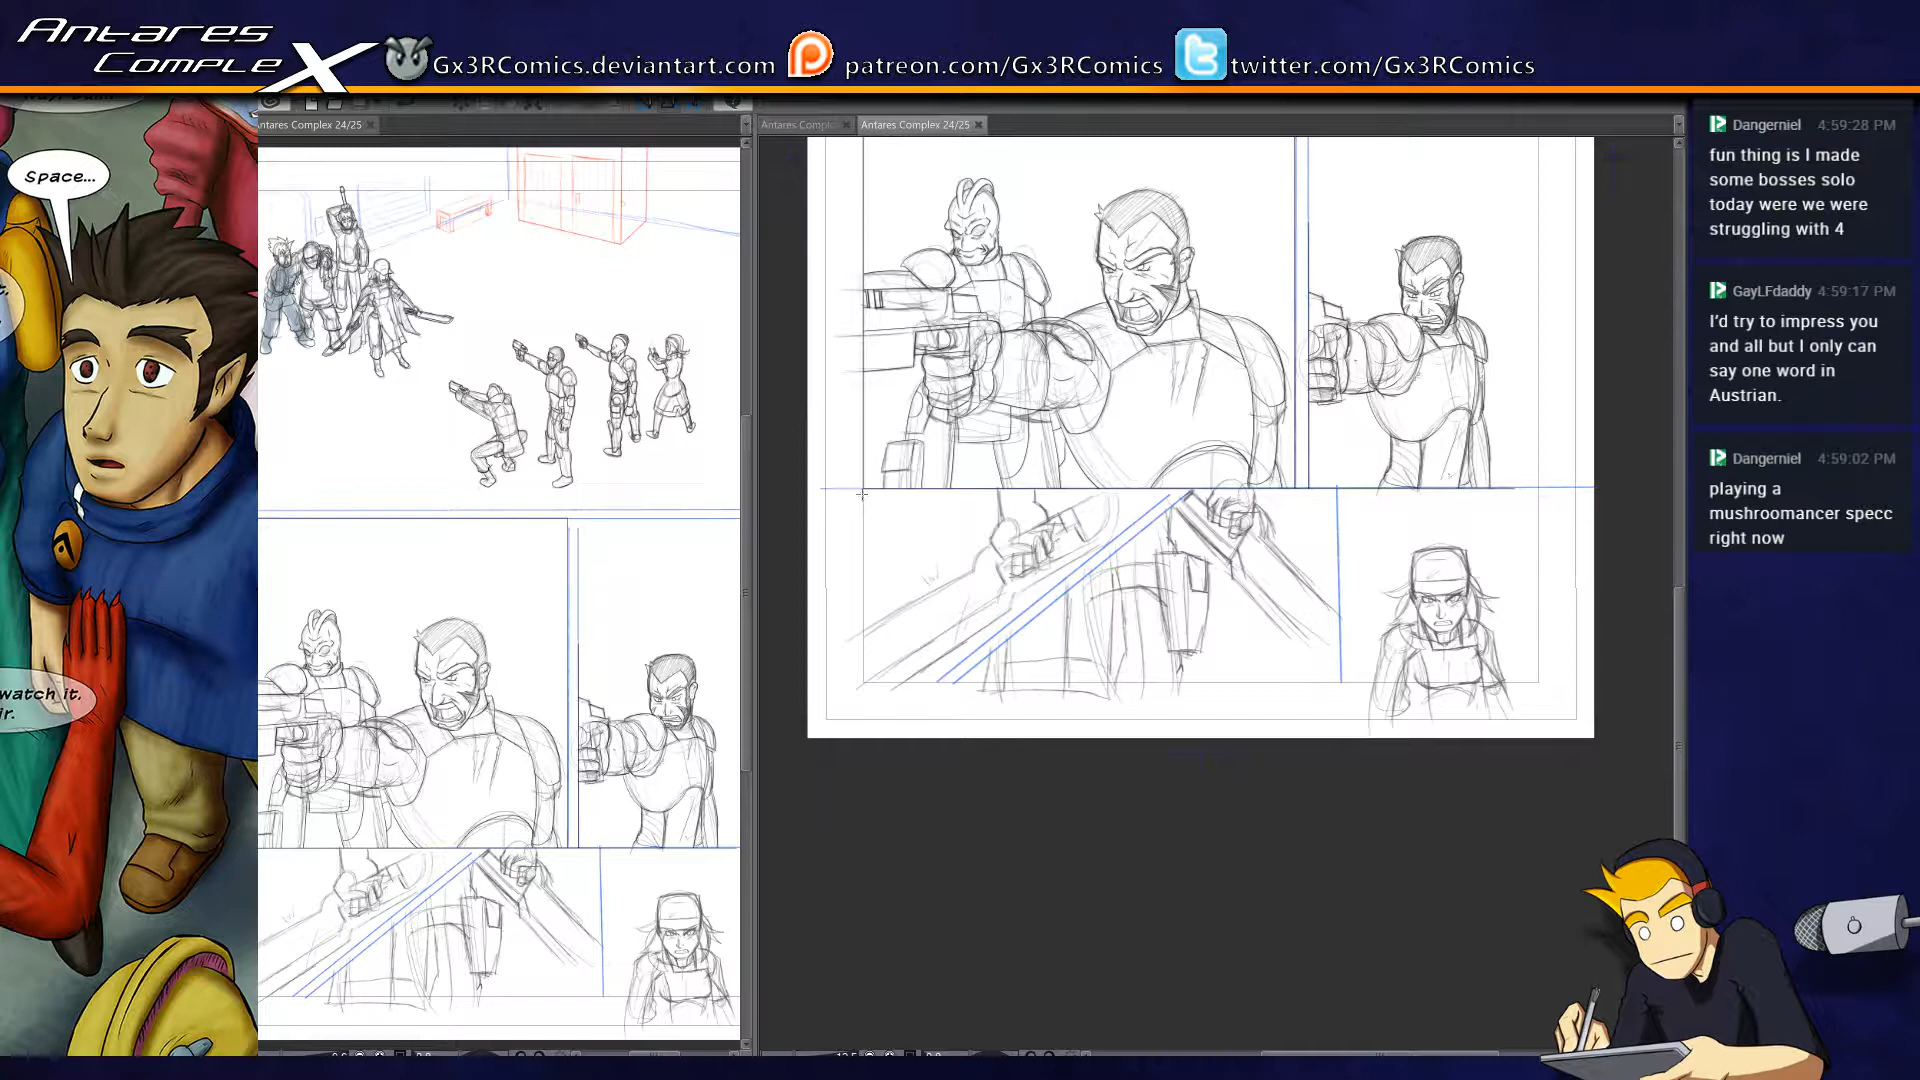 Antares
Complex
Gx3RComics.deviantart.com
patreon.com/Gx3RComics
twitter.com/Gx3RComics
Antares Complex 24/25
Antares Comple
Antares Complex 24/25
Space...
watch it,
Dangerniel 4:59:28 PM
fun thing is I made
some bosses solo
today were we were
struggling with 4
GayLFdaddy 4:59:17 PM
I'd try to impress you
and all but I only can
say one word in
Austrian.
Dangerniel 4:59:02 PM
playing a
mushroomancer specc
right now